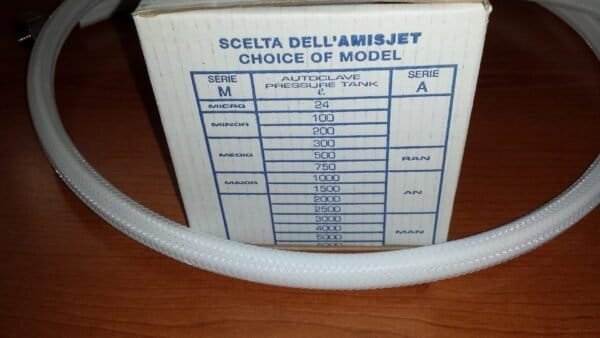 SCELTA DELL'AMISJET
CHOICE OF MODEL
SERIE M AUTOCLAVE PRESSURE TANK ℓ SERIE A
MICRO 24
MINOR 100
200
300
MEDIO 500 RAN
750
MAIOR 1000
1500 AN
2000
2500
3000
4000 MAN
5000